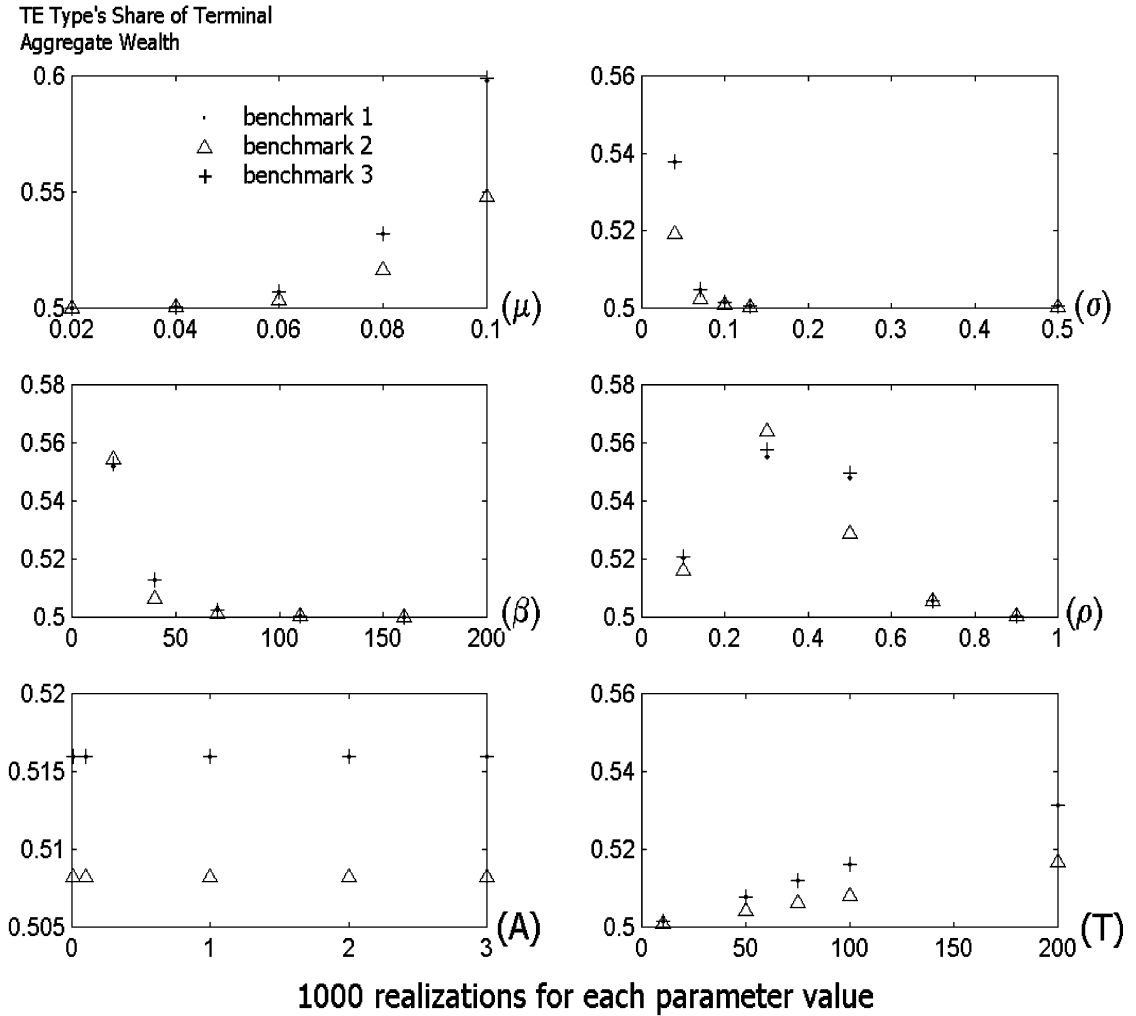 TE Type's Share of Terminal
Aggregate Wealth
0.6
0.55
0.5
0.02 0.04 0.06 0.08 0.1 (μ)
benchmark 1
benchmark 2
benchmark 3
0.56
0.54
0.52
0.5
0 0.1 0.2 0.3 0.4 0.5 (σ)
0.58
0.56
0.54
0.52
0.5
0 50 100 150 200 (β)
0.58
0.56
0.54
0.52
0.5
0 0.2 0.4 0.6 0.8 1 (ρ)
0.52
0.515
0.51
0.505
0 1 2 3 (A)
0.56
0.54
0.52
0.5
0 50 100 150 200 (T)
1000 realizations for each parameter value